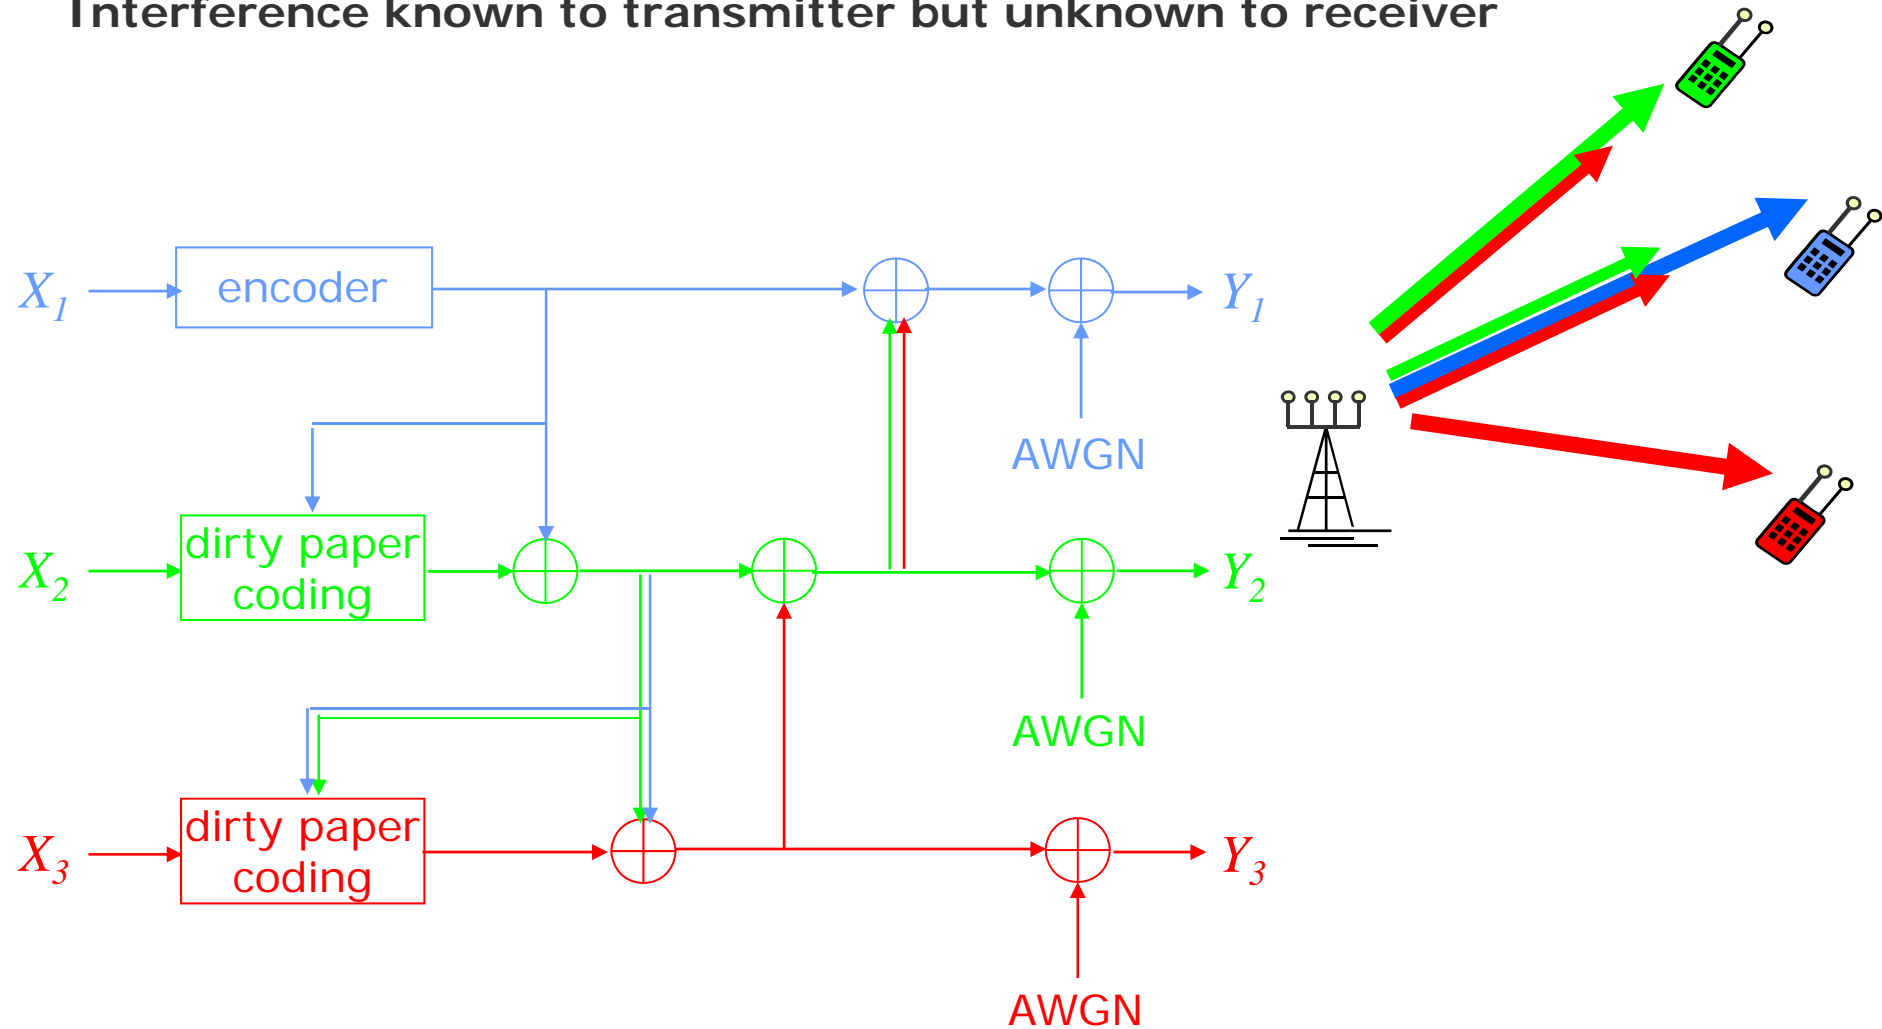 Interference known to transmitter but unknown to receiver
X1
encoder
Y1
AWGN
X2
dirty paper
coding
Y2
AWGN
X3
dirty paper
coding
Y3
AWGN